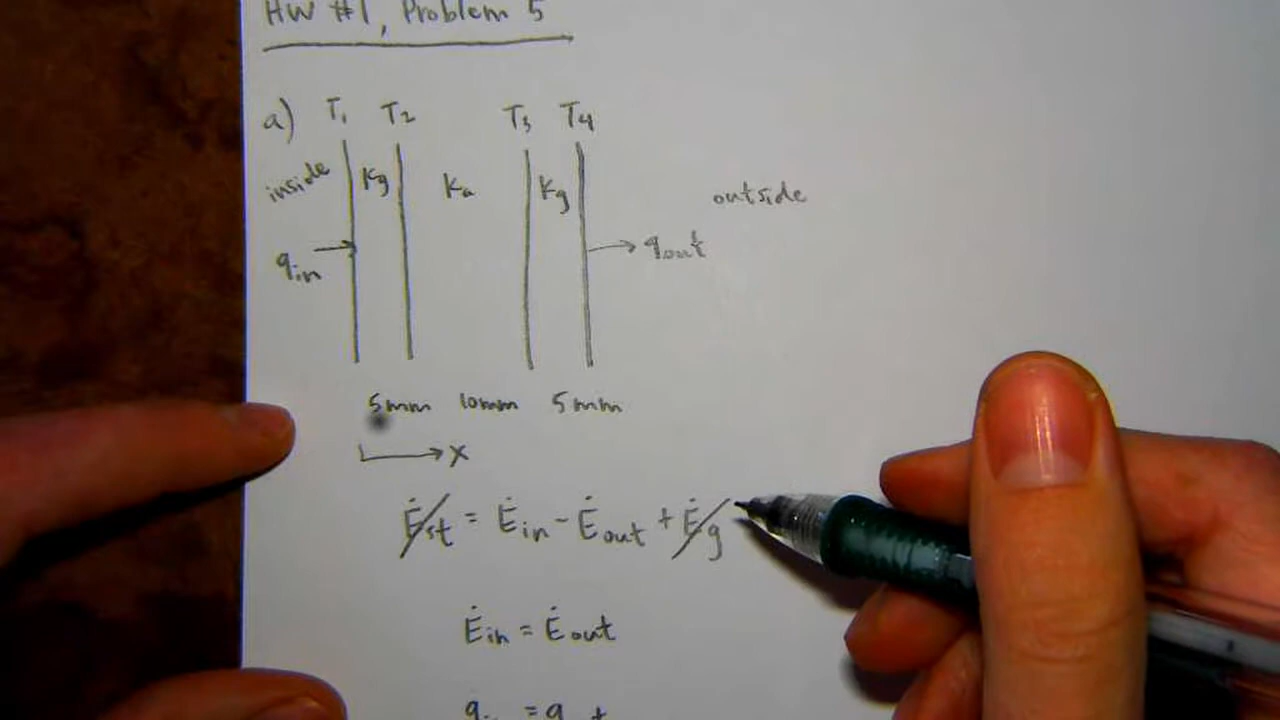 HW #1, Problem 5
a) T₁ T₂ T₃ T₄
inside Kg Ka Kg outside
qin qout
5mm 10mm 5mm
x
Ėst = Ėin - Ėout + Ėg
Ėin = Ėout